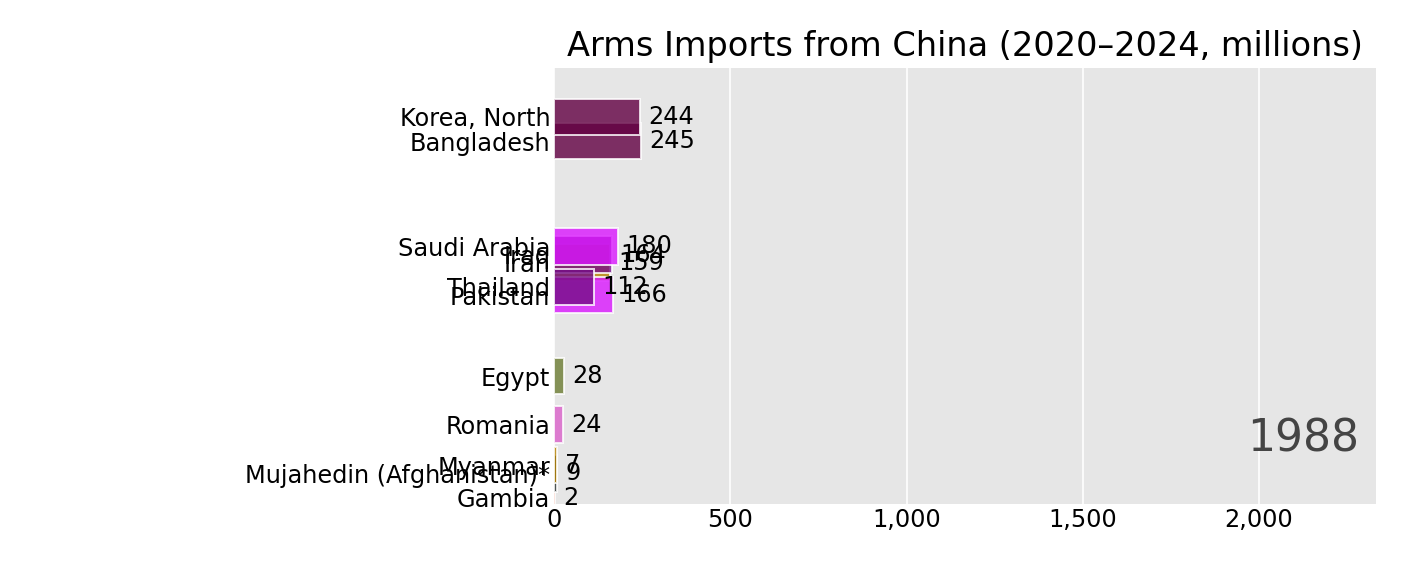 Arms Imports from China (2020–2024, millions)
Korea, North 244
Bangladesh 245
Saudi Arabia 180
Iraq 164
Iran 159
Thailand 112
Pakistan 166
Egypt 28
Romania 24
1988
Myanmar 7
Mujahedin (Afghanistan)* 9
Gambia 2
0 500 1,000 1,500 2,000